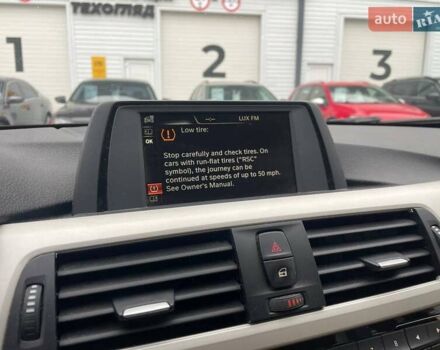 ТЕХОГЛЯД
auto RIA
1
2
3
LUX FM
OK
Low tire:
Stop carefully and check tires. On
cars with run-flat tires ("RSC"
symbol), the journey can be
continued at speeds of up to 50 mph.
See Owner's Manual.